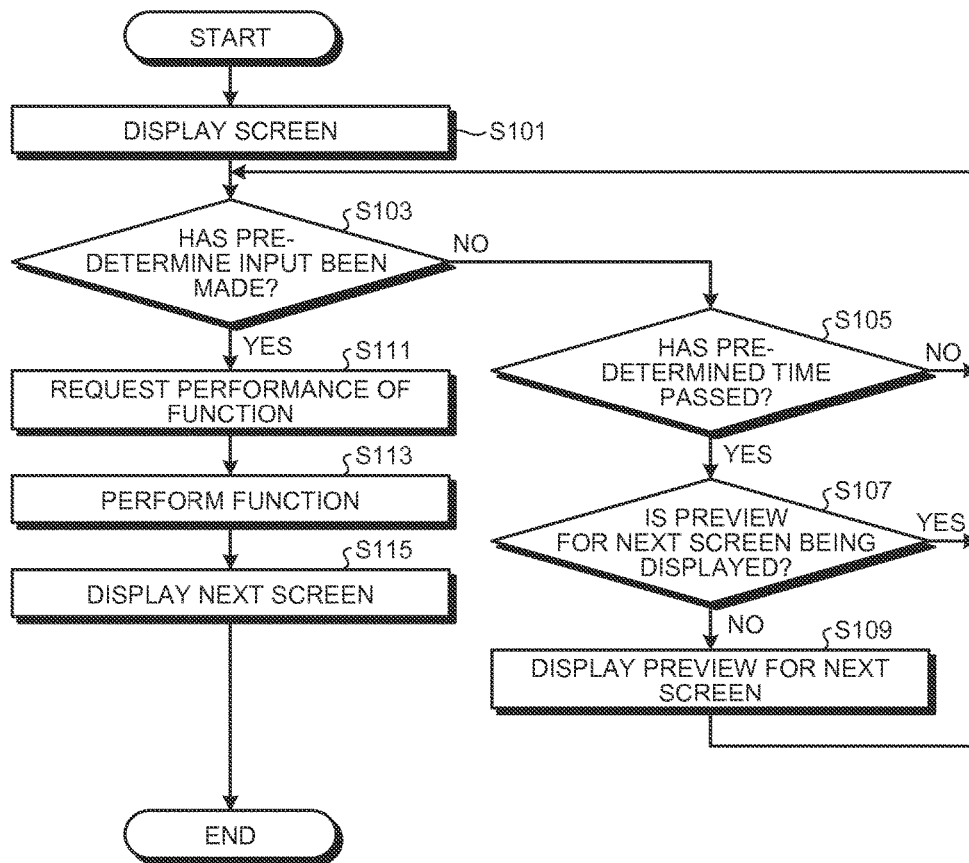 START
DISPLAY SCREEN
S101
S103
HAS PRE-
DETERMINE INPUT BEEN
MADE?
NO
YES
S105
HAS PRE-
DETERMINED TIME
PASSED?
NO
YES
S107
IS PREVIEW
FOR NEXT SCREEN BEING
DISPLAYED?
YES
NO
S109
DISPLAY PREVIEW FOR NEXT
SCREEN
S111
REQUEST PERFORMANCE OF
FUNCTION
S113
PERFORM FUNCTION
S115
DISPLAY NEXT SCREEN
END